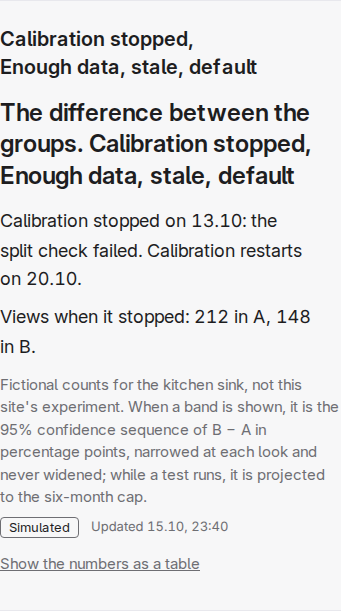 Calibration stopped,
Enough data, stale, default
The difference between the
groups. Calibration stopped,
Enough data, stale, default
Calibration stopped on 13.10: the
split check failed. Calibration restarts
on 20.10.
Views when it stopped: 212 in A, 148
in B.
Fictional counts for the kitchen sink, not this
site's experiment. When a band is shown, it is the
95% confidence sequence of B − A in
percentage points, narrowed at each look and
never widened; while a test runs, it is projected
to the six-month cap.
Simulated Updated 15.10, 23:40
Show the numbers as a table